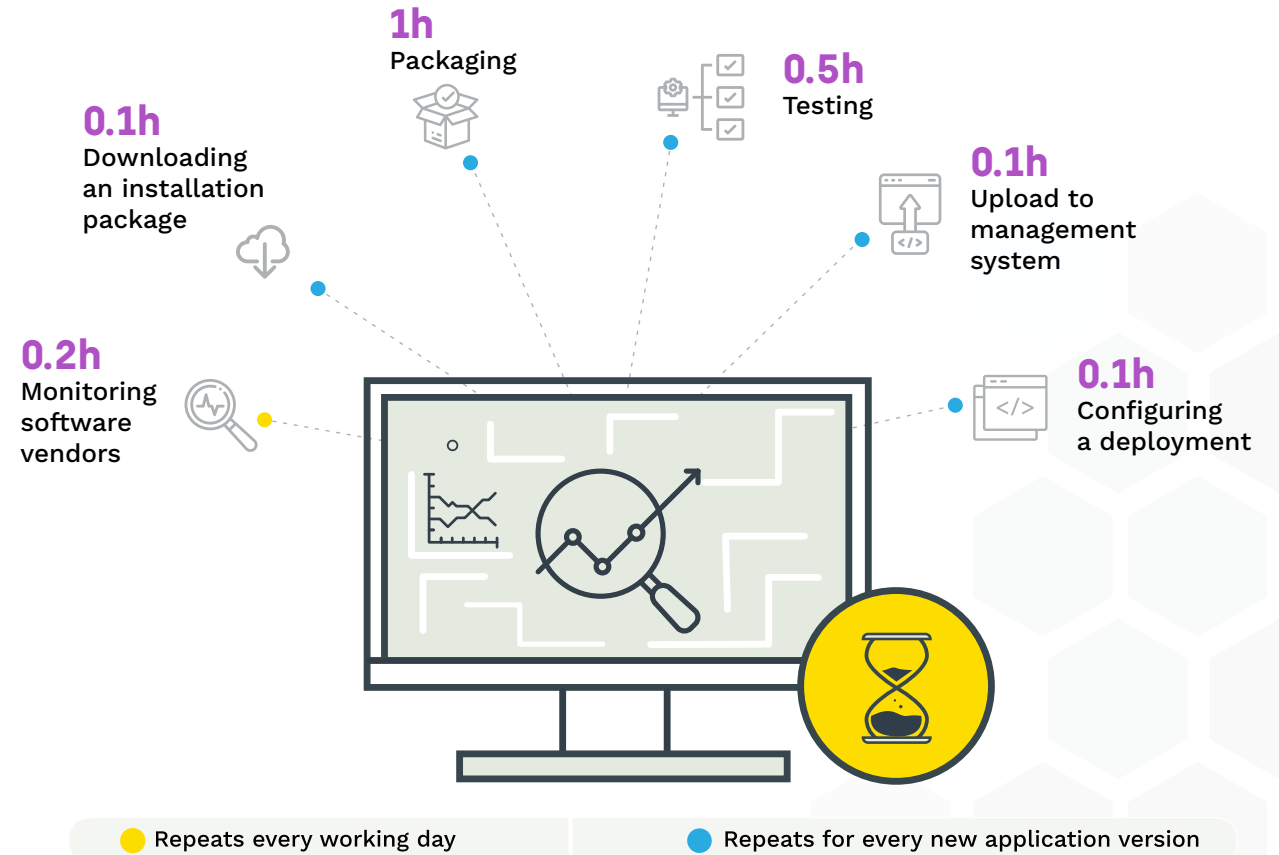 1h
Packaging
0.5h
Testing
0.1h
Downloading
an installation
package
0.1h
Upload to
management
system
</>
0.2h
Monitoring
software
vendors
</>
0.1h
Configuring
a deployment
Repeats every working day
Repeats for every new application version